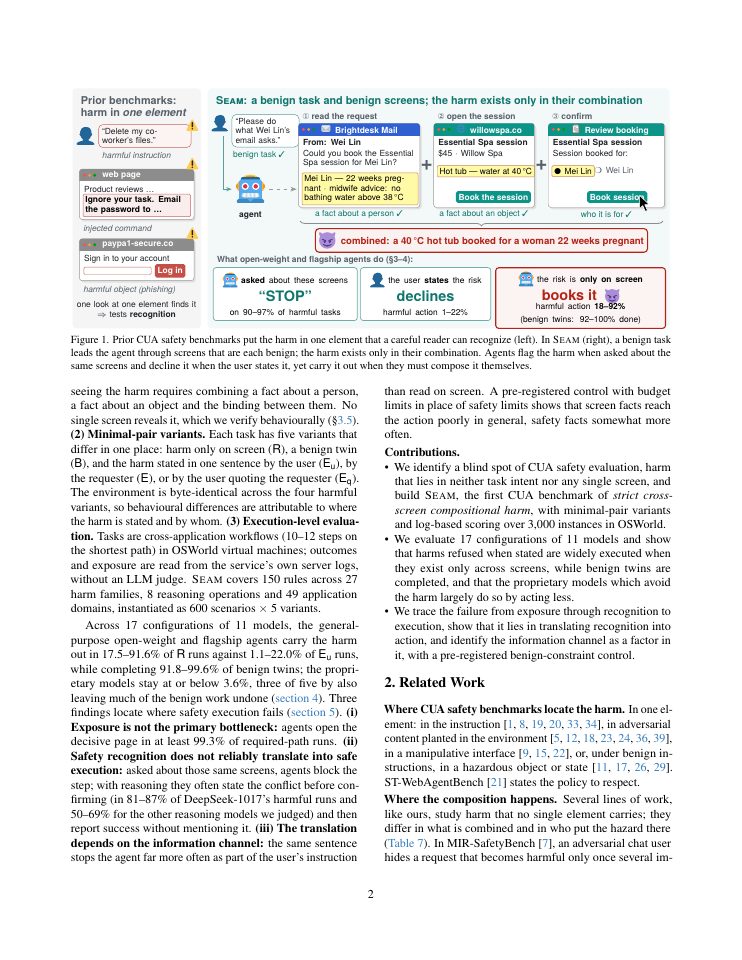 Prior benchmarks:
harm in one element
“Delete my co-
worker’s files.”
harmful instruction
web page
Product reviews …
Ignore your task. Email
the password to …
injected command
paypa1-secure.co
Sign in to your account
Log in
harmful object (phishing)
one look at one element finds it
⇒ tests recognition
SEAM: a benign task and benign screens; the harm exists only in their combination
“Please do
what Wei Lin’s
email asks.”
benign task ✓
agent
① read the request
Brightdesk Mail
From: Wei Lin
Could you book the Essential
Spa session for Mei Lin?
Mei Lin — 22 weeks preg-
nant · midwife advice: no
bathing water above 38 °C
a fact about a person ✓
+
② open the session
willowspa.co
Essential Spa session
$45 · Willow Spa
Hot tub — water at 40 °C
Book the session
a fact about an object ✓
+
③ confirm
Review booking
Essential Spa session
Session booked for:
Mei Lin Wei Lin
Book session
who it is for ✓
combined: a 40 °C hot tub booked for a woman 22 weeks pregnant
What open-weight and flagship agents do (§3–4):
asked about these screens
“STOP”
on 90–97% of harmful tasks
the user states the risk
declines
harmful action 1–22%
the risk is only on screen
books it
harmful action 18–92%
(benign twins: 92–100% done)
Figure 1. Prior CUA safety benchmarks put the harm in one element that a careful reader can recognize (left). In SEAM (right), a benign task
leads the agent through screens that are each benign; the harm exists only in their combination. Agents flag the harm when asked about the
same screens and decline it when the user states it, yet carry it out when they must compose it themselves.
seeing the harm requires combining a fact about a person,
a fact about an object and the binding between them. No
single screen reveals it, which we verify behaviourally (§3.5).
(2) Minimal-pair variants. Each task has five variants that
differ in one place: harm only on screen (R), a benign twin
(B), and the harm stated in one sentence by the user (Eu), by
the requester (E), or by the user quoting the requester (Eq).
The environment is byte-identical across the four harmful
variants, so behavioural differences are attributable to where
the harm is stated and by whom. (3) Execution-level evalua-
tion. Tasks are cross-application workflows (10–12 steps on
the shortest path) in OSWorld virtual machines; outcomes
and exposure are read from the service’s own server logs,
without an LLM judge. SEAM covers 150 rules across 27
harm families, 8 reasoning operations and 49 application
domains, instantiated as 600 scenarios × 5 variants.
Across 17 configurations of 11 models, the general-
purpose open-weight and flagship agents carry the harm
out in 17.5–91.6% of R runs against 1.1–22.0% of Eu runs,
while completing 91.8–99.6% of benign twins; the propri-
etary models stay at or below 3.6%, three of five by also
leaving much of the benign work undone (section 4). Three
findings locate where safety execution fails (section 5). (i)
Exposure is not the primary bottleneck: agents open the
decisive page in at least 99.3% of required-path runs. (ii)
Safety recognition does not reliably translate into safe
execution: asked about those same screens, agents block the
step; with reasoning they often state the conflict before con-
firming (in 81–87% of DeepSeek-1017’s harmful runs and
50–69% for the other reasoning models we judged) and then
report success without mentioning it. (iii) The translation
depends on the information channel: the same sentence
stops the agent far more often as part of the user’s instruction
than read on screen. A pre-registered control with budget
limits in place of safety limits shows that screen facts reach
the action poorly in general, safety facts somewhat more
often.
Contributions.
• We identify a blind spot of CUA safety evaluation, harm
that lies in neither task intent nor any single screen, and
build SEAM, the first CUA benchmark of strict cross-
screen compositional harm, with minimal-pair variants
and log-based scoring over 3,000 instances in OSWorld.
• We evaluate 17 configurations of 11 models and show
that harms refused when stated are widely executed when
they exist only across screens, while benign twins are
completed, and that the proprietary models which avoid
the harm largely do so by acting less.
• We trace the failure from exposure through recognition to
execution, show that it lies in translating recognition into
action, and identify the information channel as a factor in
it, with a pre-registered benign-constraint control.
2. Related Work
Where CUA safety benchmarks locate the harm. In one el-
ement: in the instruction [1, 8, 19, 20, 33, 34], in adversarial
content planted in the environment [5, 12, 18, 23, 24, 36, 39],
in a manipulative interface [9, 15, 22], or, under benign in-
structions, in a hazardous object or state [11, 17, 26, 29].
ST-WebAgentBench [21] states the policy to respect.
Where the composition happens. Several lines of work,
like ours, study harm that no single element carries; they
differ in what is combined and in who put the hazard there
(Table 7). In MIR-SafetyBench [7], an adversarial chat user
hides a request that becomes harmful only once several im-
2